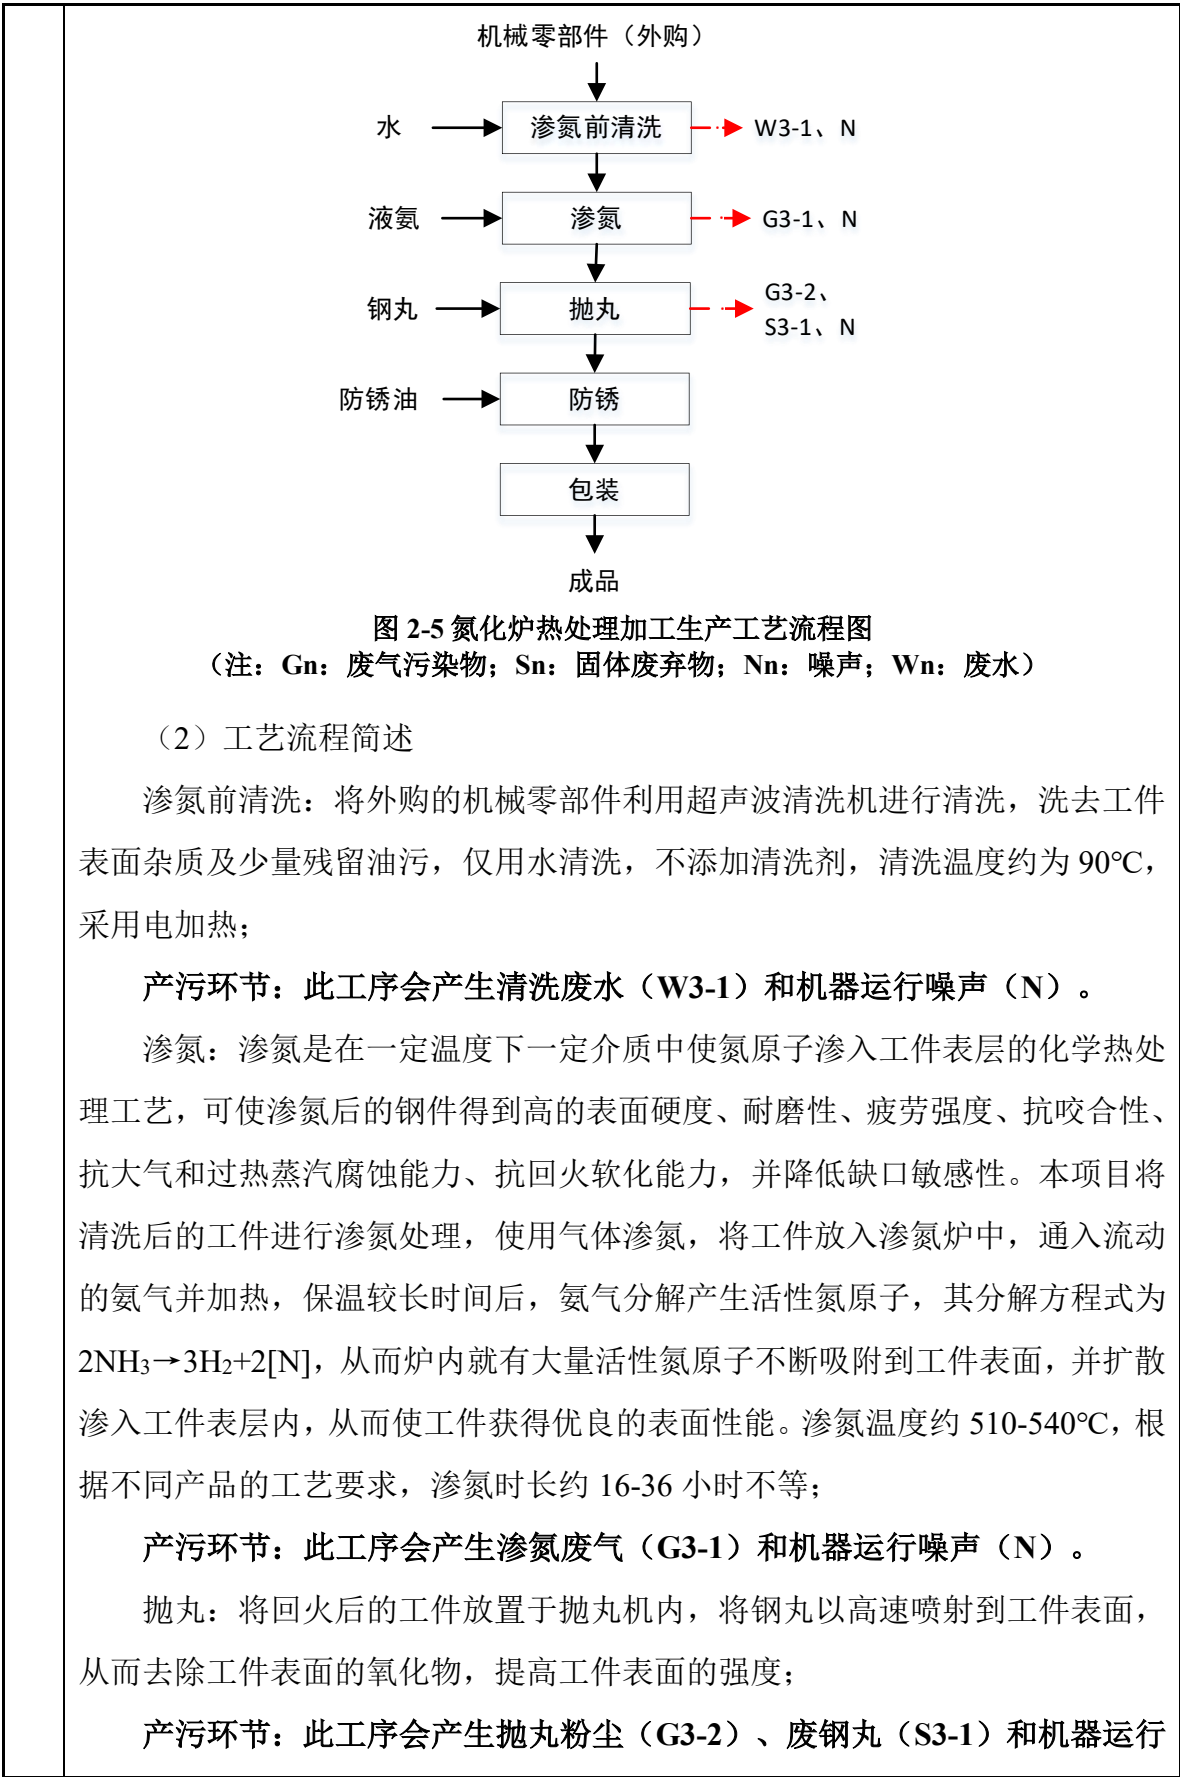 机械零部件（外购）
水
渗氮前清洗
W3-1、N
液氨
渗氮
G3-1、N
钢丸
抛丸
G3-2、
S3-1、N
防锈油
防锈
包装
成品
图 2-5 氮化炉热处理加工生产工艺流程图
（注：Gn：废气污染物；Sn：固体废弃物；Nn：噪声；Wn：废水）
（2）工艺流程简述
渗氮前清洗：将外购的机械零部件利用超声波清洗机进行清洗，洗去工件
表面杂质及少量残留油污，仅用水清洗，不添加清洗剂，清洗温度约为 90℃，
采用电加热；
产污环节：此工序会产生清洗废水（W3-1）和机器运行噪声（N）。
渗氮：渗氮是在一定温度下一定介质中使氮原子渗入工件表层的化学热处
理工艺，可使渗氮后的钢件得到高的表面硬度、耐磨性、疲劳强度、抗咬合性、
抗大气和过热蒸汽腐蚀能力、抗回火软化能力，并降低缺口敏感性。本项目将
清洗后的工件进行渗氮处理，使用气体渗氮，将工件放入渗氮炉中，通入流动
的氨气并加热，保温较长时间后，氨气分解产生活性氮原子，其分解方程式为
2NH₃→3H₂+2[N]，从而炉内就有大量活性氮原子不断吸附到工件表面，并扩散
渗入工件表层内，从而使工件获得优良的表面性能。渗氮温度约 510-540℃，根
据不同产品的工艺要求，渗氮时长约 16-36 小时不等；
产污环节：此工序会产生渗氮废气（G3-1）和机器运行噪声（N）。
抛丸：将回火后的工件放置于抛丸机内，将钢丸以高速喷射到工件表面，
从而去除工件表面的氧化物，提高工件表面的强度；
产污环节：此工序会产生抛丸粉尘（G3-2）、废钢丸（S3-1）和机器运行